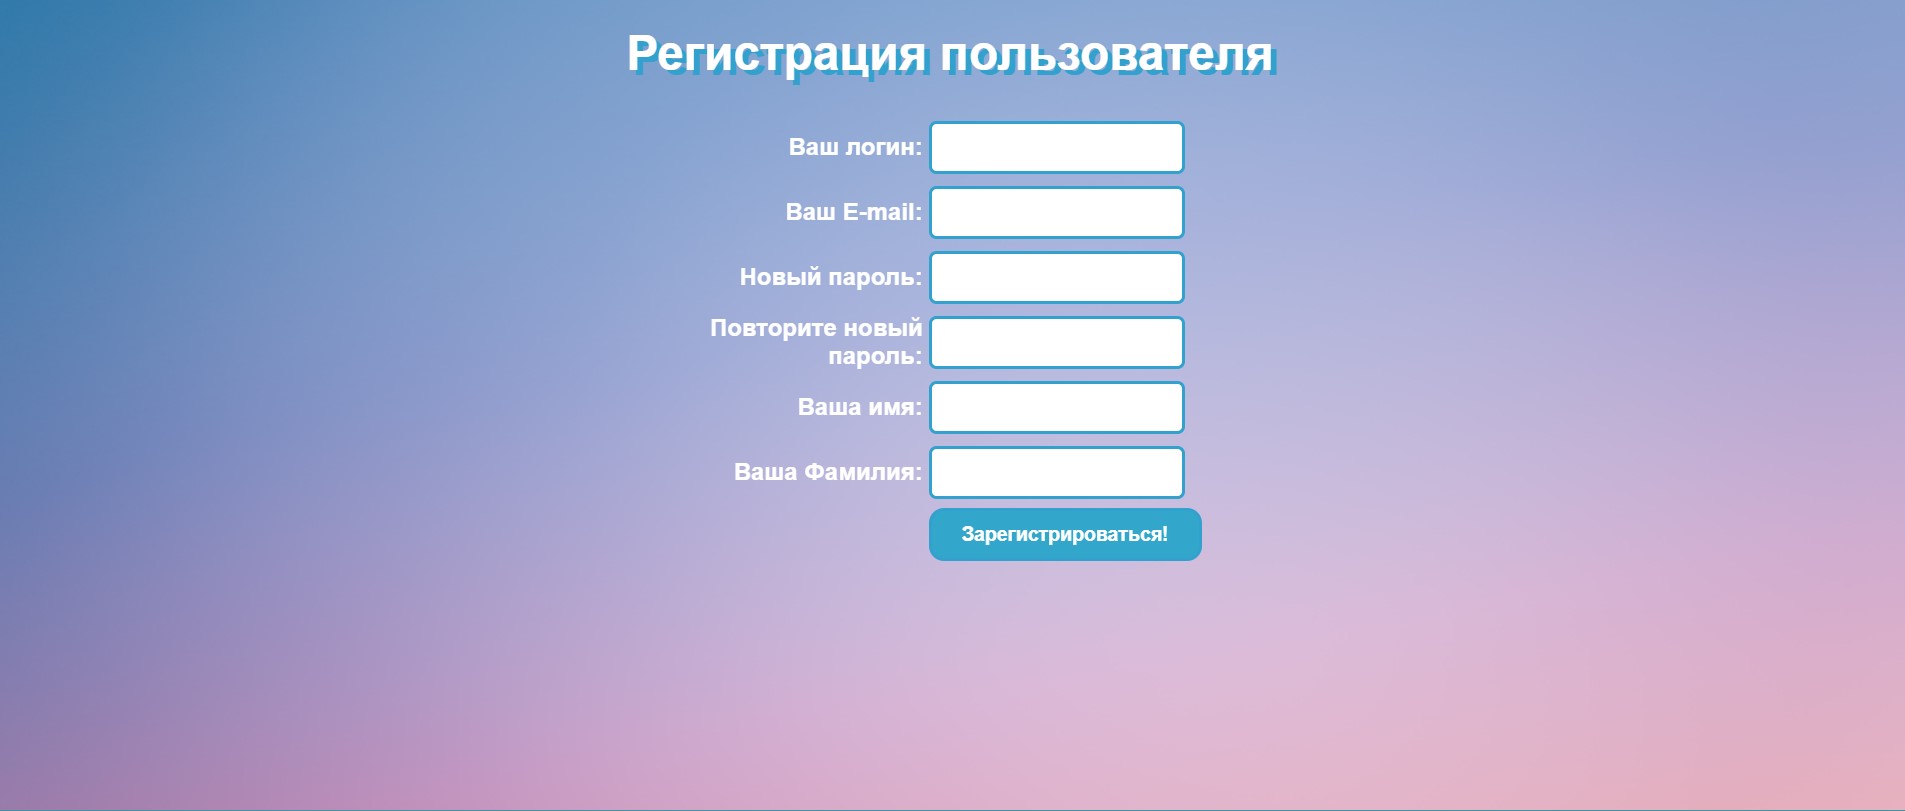 Регистрация пользователя
Ваш логин:
Ваш E-mail:
Новый пароль:
Повторите новый
пароль:
Ваша имя:
Ваша Фамилия:
Зарегистрироваться!